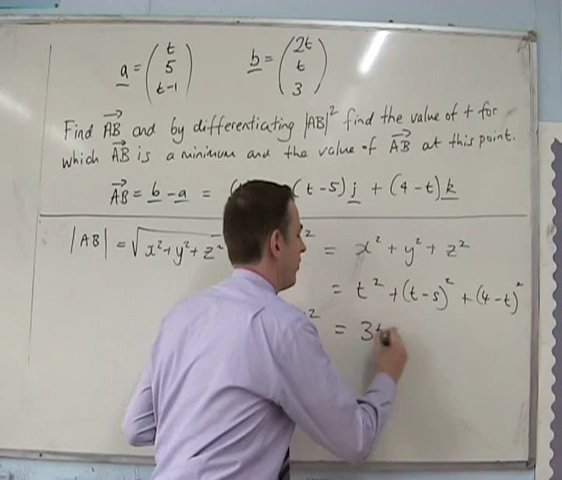 a = (t 5 t-1) b = (2t t 3)
Find AB and by differentiating |AB|² find the value of t for
which AB is a minimum and the value of AB at this point.
AB = b - a = (t-5)j + (4-t)k
|AB| = √x²+y²+z² ² = x² + y² + z²
= t² + (t-5)² + (4-t)²
² = 3t